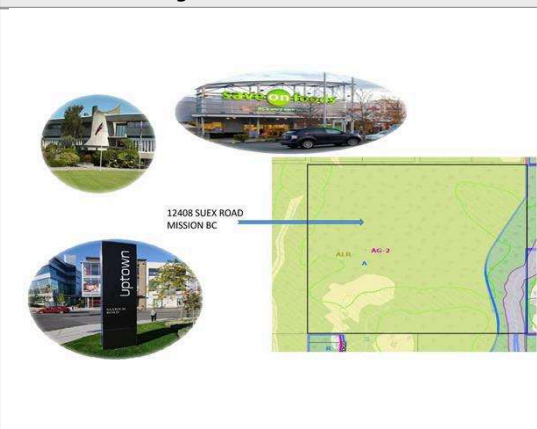 save on foods
12408 SUEX ROAD
MISSION BC
ALR
AG-2
A
uptown